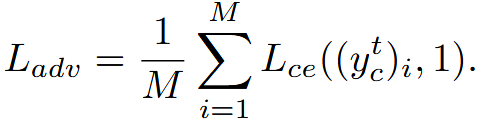 L_{adv} = \frac{1}{M} \sum_{i=1}^{M} L_{ce}((y_c^t)_i, 1).